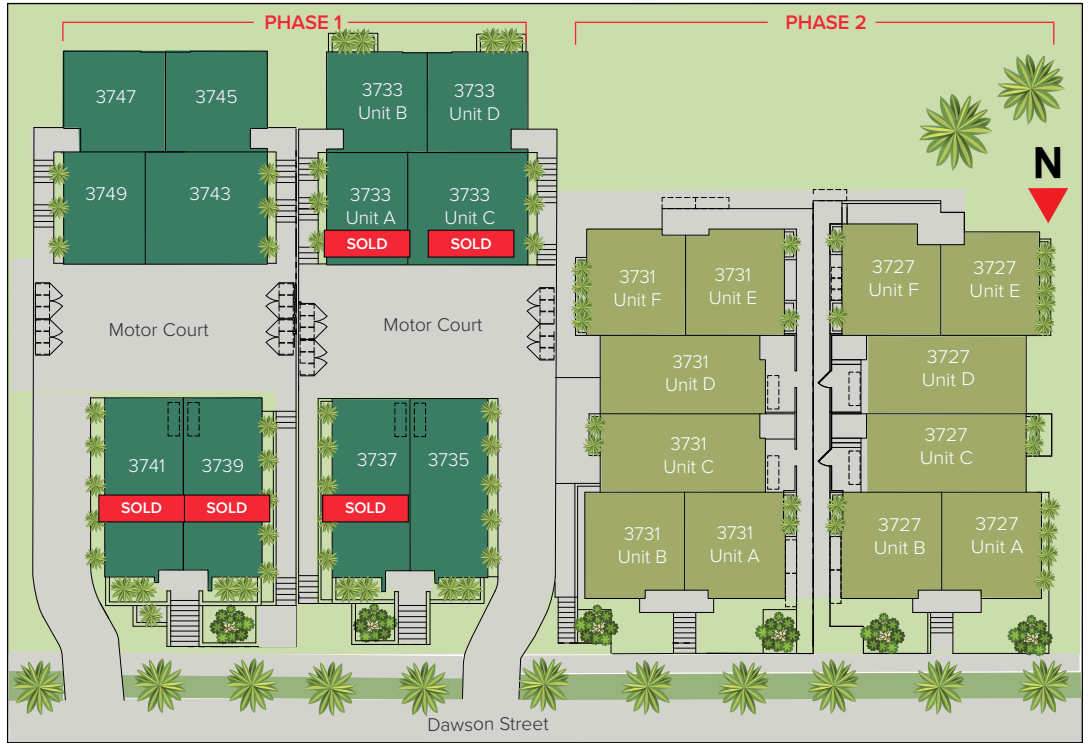 PHASE 1
PHASE 2
3747
3745
3733
Unit B
3733
Unit D
N
3749
3743
3733
Unit A
SOLD
3733
Unit C
SOLD
3731
Unit F
3731
Unit E
3727
Unit F
3727
Unit E
Motor Court
Motor Court
3731
Unit D
3727
Unit D
3741
SOLD
3739
SOLD
3737
SOLD
3735
3731
Unit C
3727
Unit C
3731
Unit B
3731
Unit A
3727
Unit B
3727
Unit A
Dawson Street